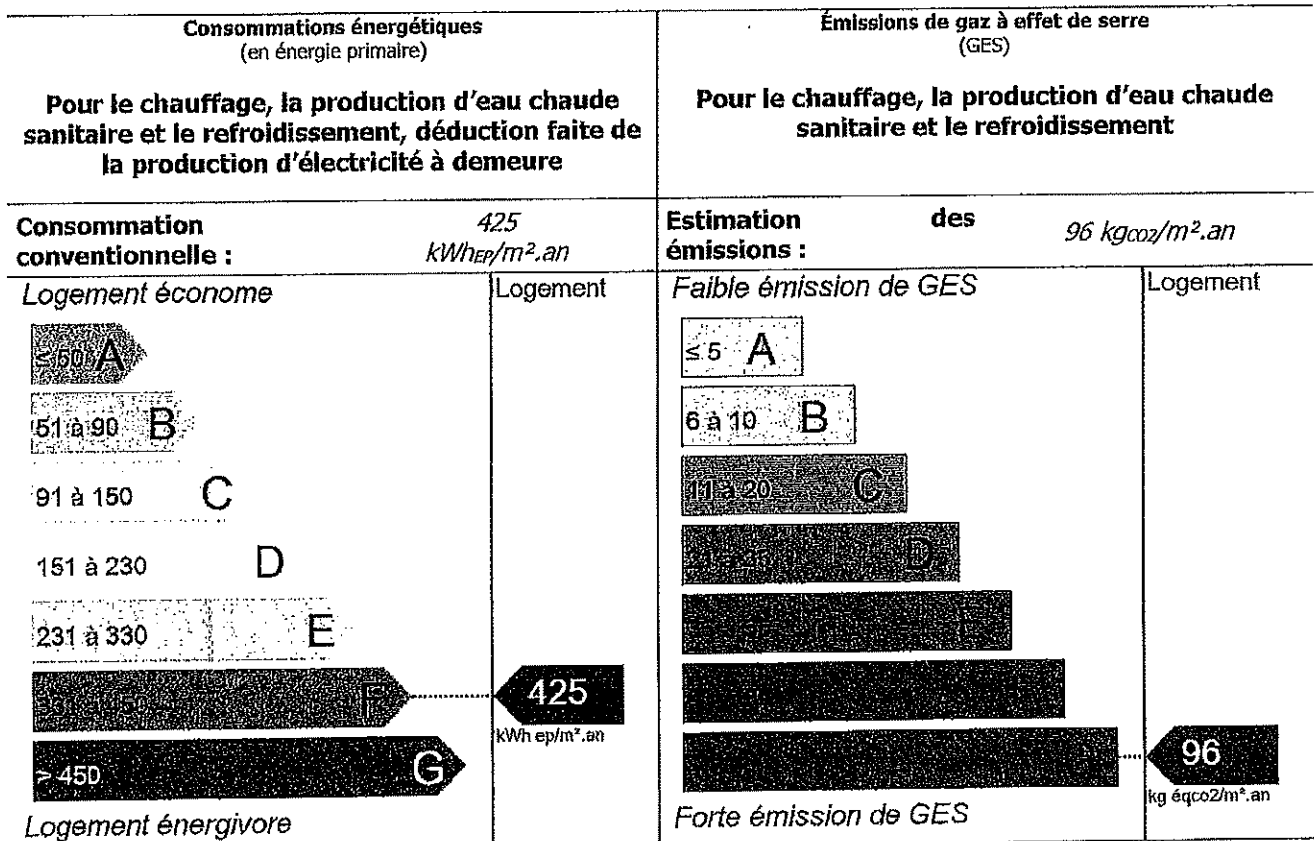 Consommations énergétiques
(en énergie primaire)
Pour le chauffage, la production d'eau chaude
sanitaire et le refroidissement, déduction faite de
la production d'électricité à demeure
Consommation
conventionnelle :
425
kWhEP/m².an
Logement économe
Logement
≤ 50 A
51 à 90 B
91 à 150 C
151 à 230 D
231 à 330 E
F
425
kWh ep/m².an
> 450 G
Logement énergivore
Émissions de gaz à effet de serre
(GES)
Pour le chauffage, la production d'eau chaude
sanitaire et le refroidissement
Estimation des
émissions :
96 kgco2/m².an
Faible émission de GES
Logement
≤ 5 A
6 à 10 B
11 à 20 C
D
96
kg éqco2/m².an
Forte émission de GES